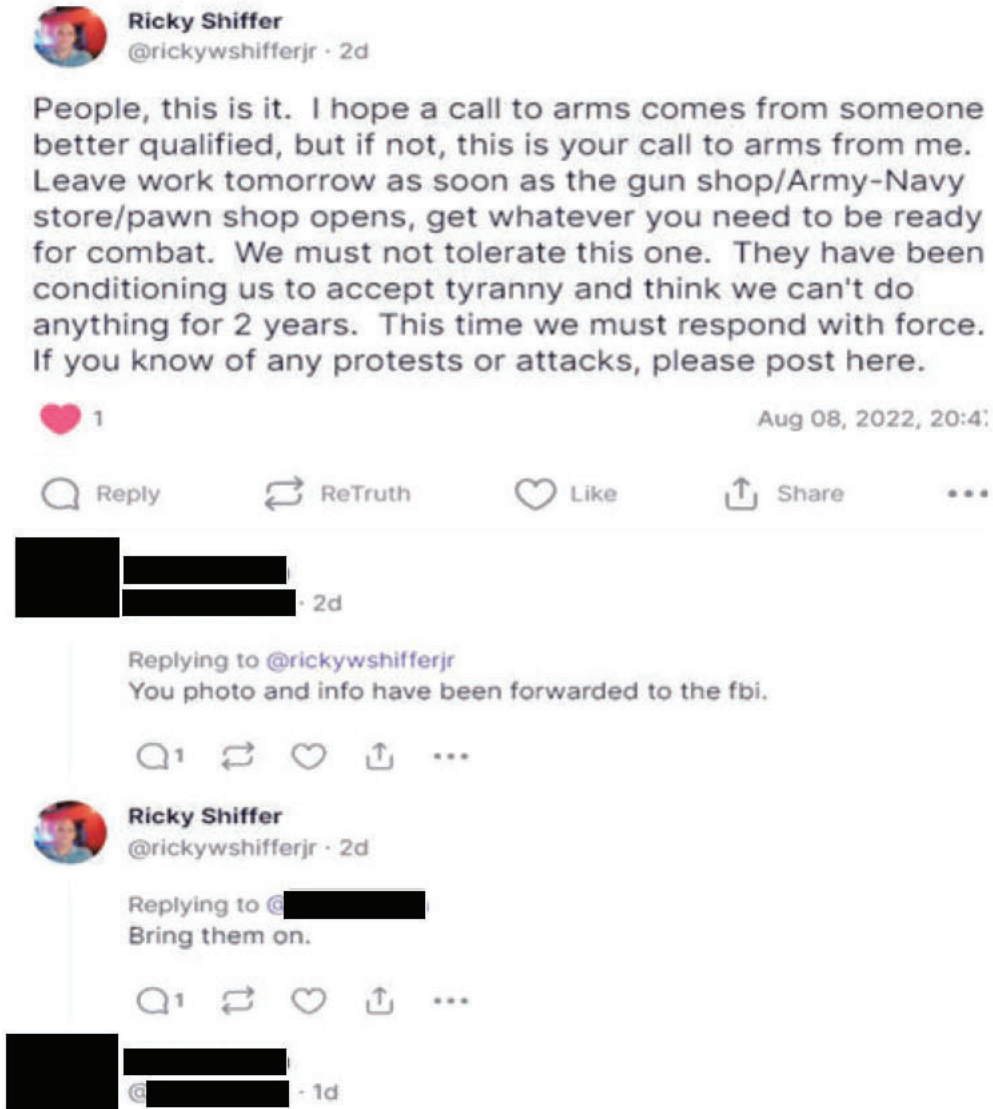 Ricky Shiffer
@rickywshifferjr · 2d
People, this is it. I hope a call to arms comes from someone
better qualified, but if not, this is your call to arms from me.
Leave work tomorrow as soon as the gun shop/Army-Navy
store/pawn shop opens, get whatever you need to be ready
for combat. We must not tolerate this one. They have been
conditioning us to accept tyranny and think we can't do
anything for 2 years. This time we must respond with force.
If you know of any protests or attacks, please post here.
1
Aug 08, 2022, 20:4
Reply ReTruth Like Share
· 2d
Replying to @rickywshifferjr
You photo and info have been forwarded to the fbi.
1
Ricky Shiffer
@rickywshifferjr · 2d
Replying to @
Bring them on.
1
@ · 1d